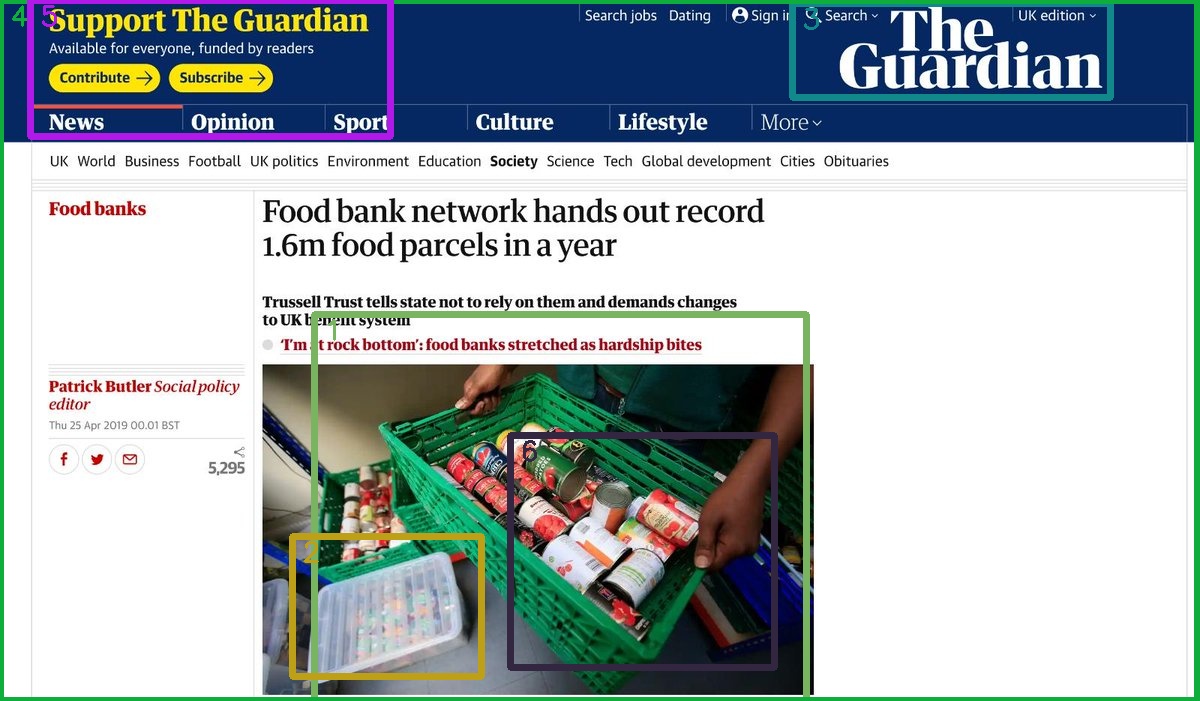 Support The Guardian
Available for everyone, funded by readers
Contribute
Subscribe
Search jobs
Dating
Sign in
Search
UK edition
The
Guardian
News
Opinion
Sport
Culture
Lifestyle
More
UK World Business Football UK politics Environment Education Society Science Tech Global development Cities Obituaries
Food banks
Food bank network hands out record
1.6m food parcels in a year
Trussell Trust tells state not to rely on them and demands changes
to UK benefit system
'I'm at rock bottom': food banks stretched as hardship bites
Patrick Butler Social policy
editor
Thu 25 Apr 2019 00.01 BST
5,295
4
5
3
1
2